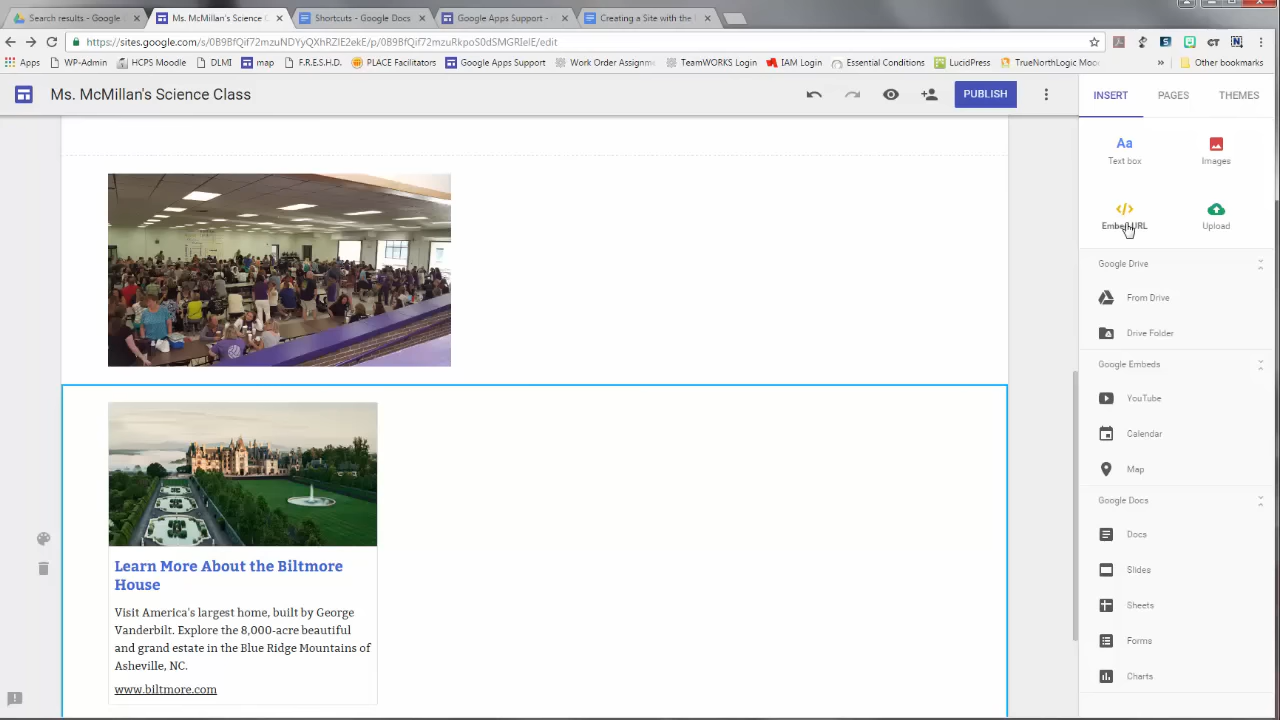 Search results - Google
Ms. McMillan's Science C
Shortcuts - Google Docs
Google Apps Support -
Creating a Site with the
https://sites.google.com/s/0B9BfQif72mzuNDYyQXhRZlE2ekE/p/0B9BfQif72mzuRkpoS0dSMGRIelE/edit
Apps WP-Admin HCPS Moodle DLMI map F.R.E.S.H.D. PLACE Facilitators Google Apps Support Work Order Assignm TeamWORKS Login IAM Login Essential Conditions LucidPress TrueNorthLogic Moo » Other bookmarks
Ms. McMillan's Science Class
PUBLISH
INSERT PAGES THEMES
Aa
Text box Images
Embed URL Upload
Google Drive
From Drive
Drive Folder
Google Embeds
YouTube
Calendar
Map
Google Docs
Docs
Slides
Sheets
Forms
Charts
Learn More About the Biltmore
House
Visit America's largest home, built by George
Vanderbilt. Explore the 8,000-acre beautiful
and grand estate in the Blue Ridge Mountains of
Asheville, NC.
www.biltmore.com